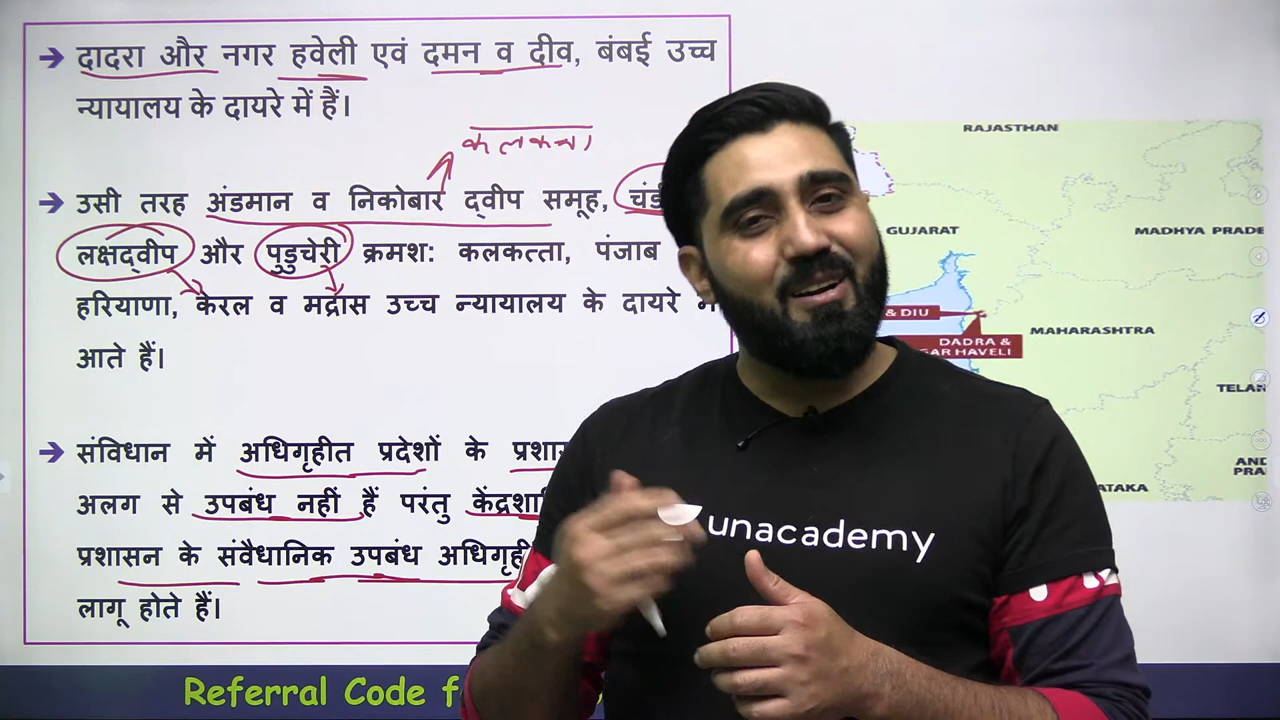 → दादरा और नगर हवेली एवं दमन व दीव, बंबई उच्च
न्यायालय के दायरे में हैं।
कलकत्ता
→ उसी तरह अंडमान व निकोबार द्वीप समूह,
लक्षद्वीप और पुडुचेरी क्रमश: कलकत्ता, पंजाब
हरियाणा, केरल व मद्रास उच्च न्यायालय के दायरे
आते हैं।
→ संविधान में अधिगृहीत प्रदेशों के
अलग से उपबंध नहीं हैं परंतु
प्रशासन के संवैधानिक उपबंध
लागू होते हैं।
Referral Code
RAJASTHAN
GUJARAT
MADHYA PRADE
& DIU
MAHARASHTRA
DADRA &
AR HAVELI
TELAN
AND
PRA
ATAKA
unacademy